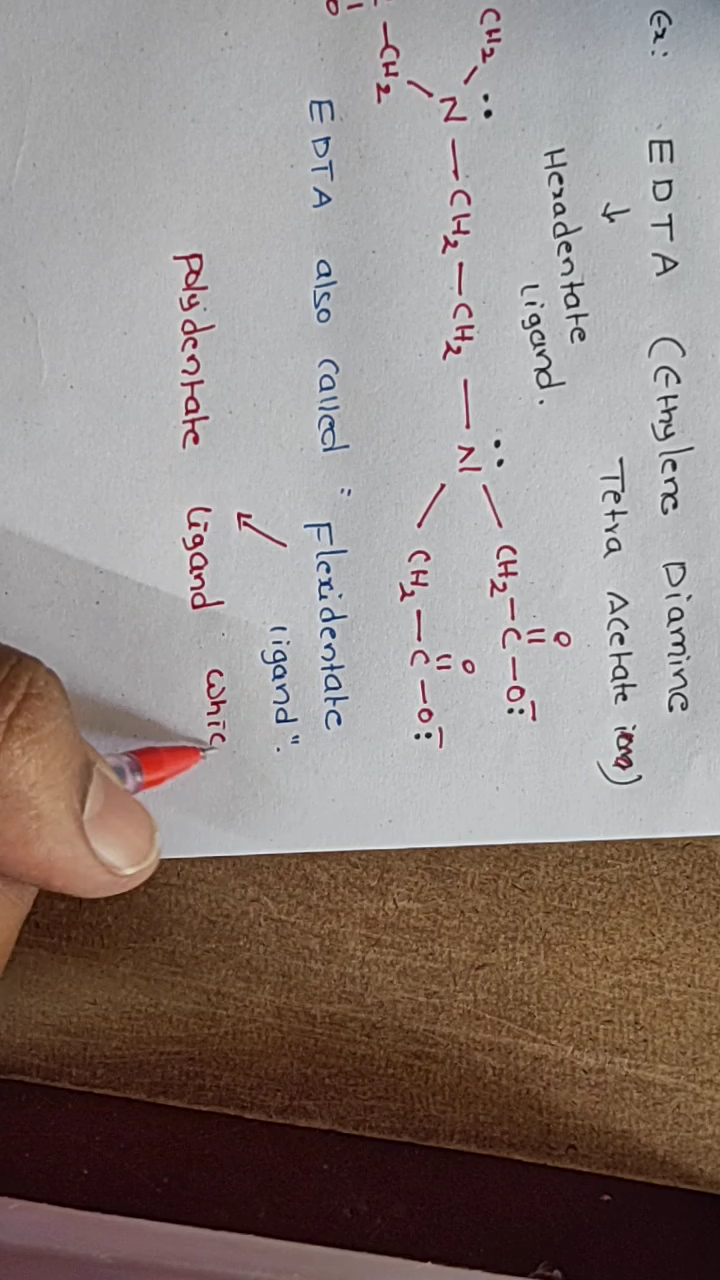 Ex: EDTA (Ethylene Diamine
Tetra Acetate ion)
↓
Hexadentate
ligand.
O
||
CH2 N̈ — CH2 — CH2 — N̈ — CH2 — C — O⁻:
— CH2 CH2 — C — O⁻:
||
O
EDTA also called : Flexidentate
ligand".
↙
polydentate ligand whic